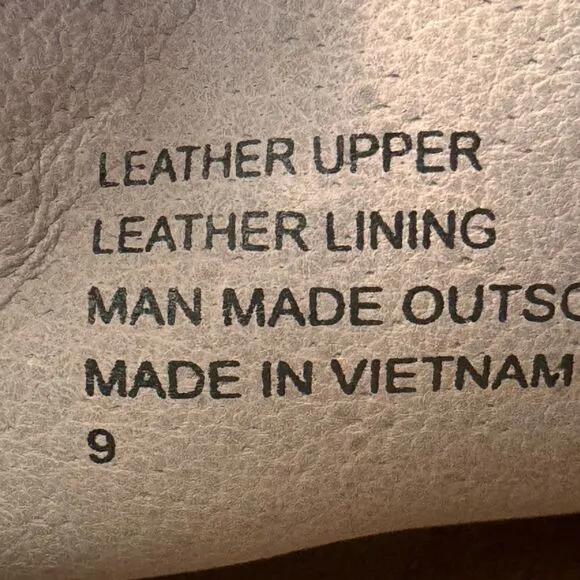 LEATHER UPPER
LEATHER LINING
MAN MADE OUTSO
MADE IN VIETNAM
9